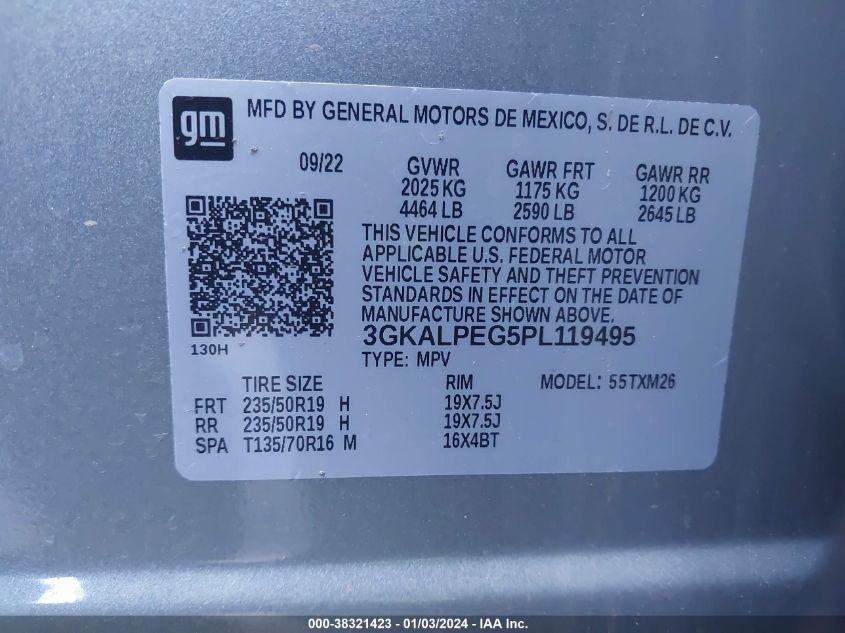 gm MFD BY GENERAL MOTORS DE MEXICO, S. DE R.L. DE C.V.
09/22 GVWR GAWR FRT GAWR RR
2025 KG 1175 KG 1200 KG
4464 LB 2590 LB 2645 LB
THIS VEHICLE CONFORMS TO ALL
APPLICABLE U.S. FEDERAL MOTOR
VEHICLE SAFETY AND THEFT PREVENTION
STANDARDS IN EFFECT ON THE DATE OF
MANUFACTURE SHOWN ABOVE.
3GKALPEG5PL119495
130H
TYPE: MPV
TIRE SIZE RIM MODEL: 55TXM26
FRT 235/50R19 H 19X7.5J
RR 235/50R19 H 19X7.5J
SPA T135/70R16 M 16X4BT
000-38321423 - 01/03/2024 - IAA Inc.